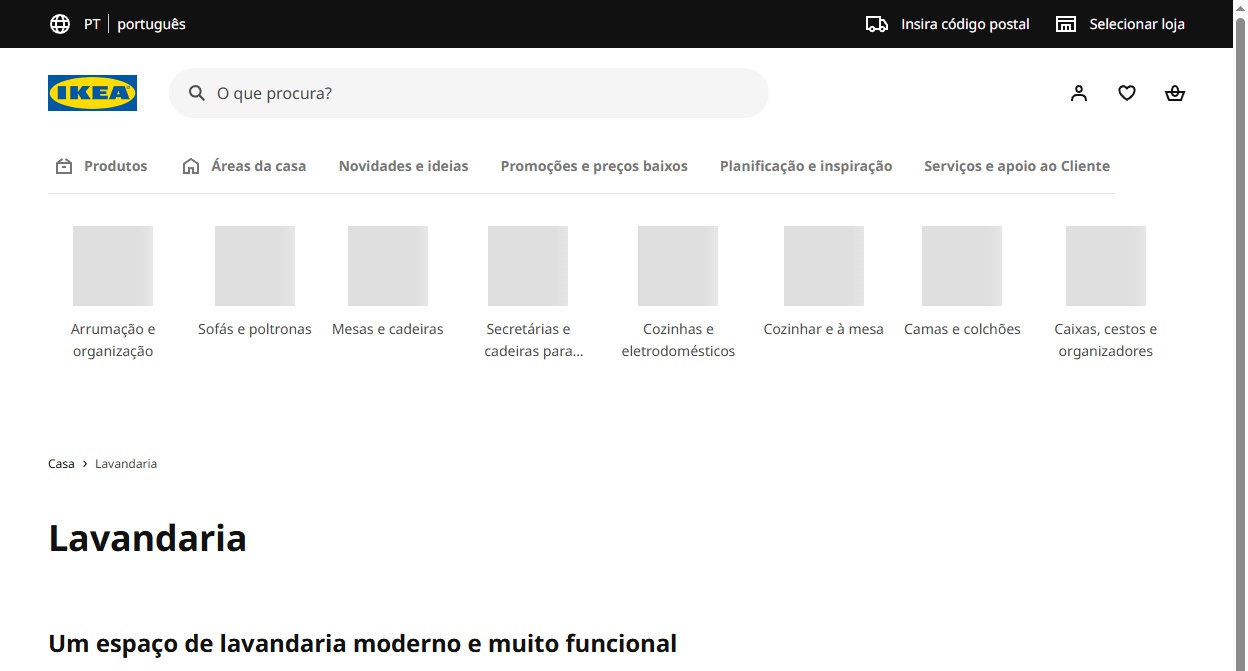 PT português
Insira código postal
Selecionar loja
IKEA
O que procura?
Produtos
Áreas da casa
Novidades e ideias
Promoções e preços baixos
Planificação e inspiração
Serviços e apoio ao Cliente
Arrumação e
organização
Sofás e poltronas
Mesas e cadeiras
Secretárias e
cadeiras para...
Cozinhas e
eletrodomésticos
Cozinhar e à mesa
Camas e colchões
Caixas, cestos e
organizadores
Casa › Lavandaria
Lavandaria
Um espaço de lavandaria moderno e muito funcional